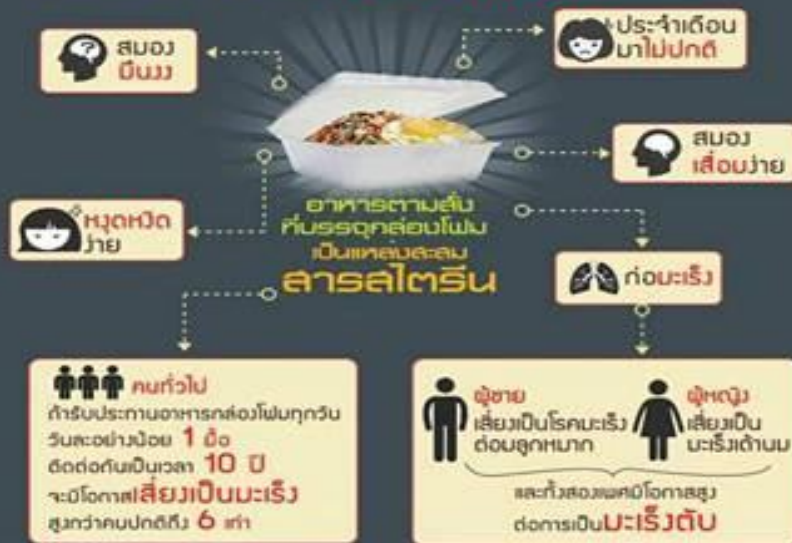 สมอง
มึนงง
ประจำเดือน
มาไม่ปกติ
สมอง
เสื่อมง่าย
หงุดหงิด
ง่าย
อาหารตามสั่ง
ที่บรรจุกล่องโฟม
เป็นแหล่งสะสม
สารสไตรีน
ก่อมะเร็ง
คนทั่วไป
ถ้ารับประทานอาหารกล่องโฟมทุกวัน
วันละอย่างน้อย 1 มื้อ
ติดต่อกันเป็นเวลา 10 ปี
จะมีโอกาสเสี่ยงเป็นมะเร็ง
สูงกว่าคนปกติถึง 6 เท่า
ผู้ชาย
เสี่ยงเป็นโรคมะเร็ง
ต่อมลูกหมาก
ผู้หญิง
เสี่ยงเป็น
มะเร็งเต้านม
และทั้งสองเพศมีโอกาสสูง
ต่อการเป็นมะเร็งตับ